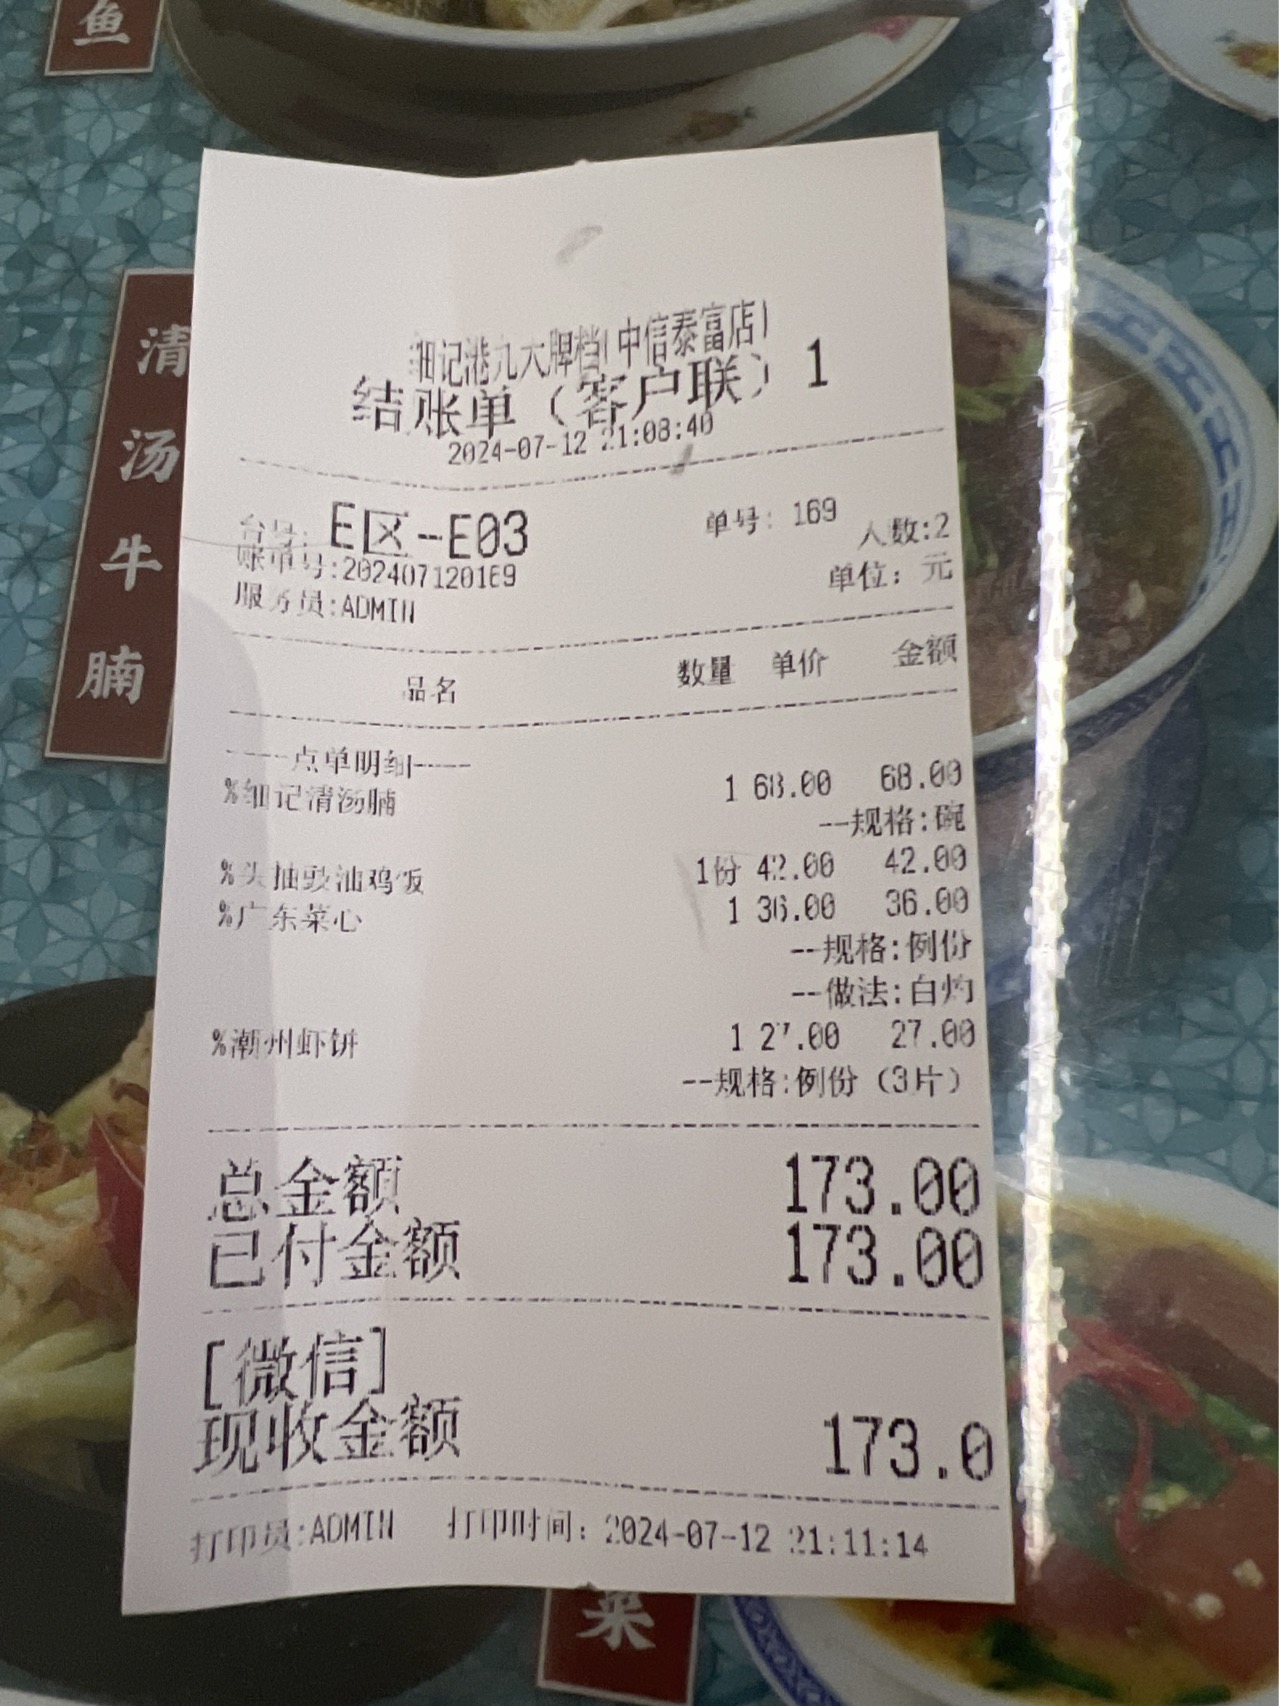 鱼
清汤牛腩
细记港九大牌档(中信泰富店)
结账单（客户联）1
2024-07-12 21:08:40
台号: E区-E03 单号: 169
人数:2
账单号:202407120169
单位: 元
服务员:ADMIN
品名 数量 单价 金额
----点单明细----
%细记清汤腩 1 68.00 68.00
--规格:碗
%头抽豉油鸡饭 1份 42.00 42.00
%广东菜心 1 36.00 36.00
--规格:例份
--做法:白灼
%潮州虾饼 1 27.00 27.00
--规格:例份（3片）
总金额 173.00
已付金额 173.00
[微信]
现收金额 173.0
打印员:ADMIN 打印时间: 2024-07-12 21:11:14
菜